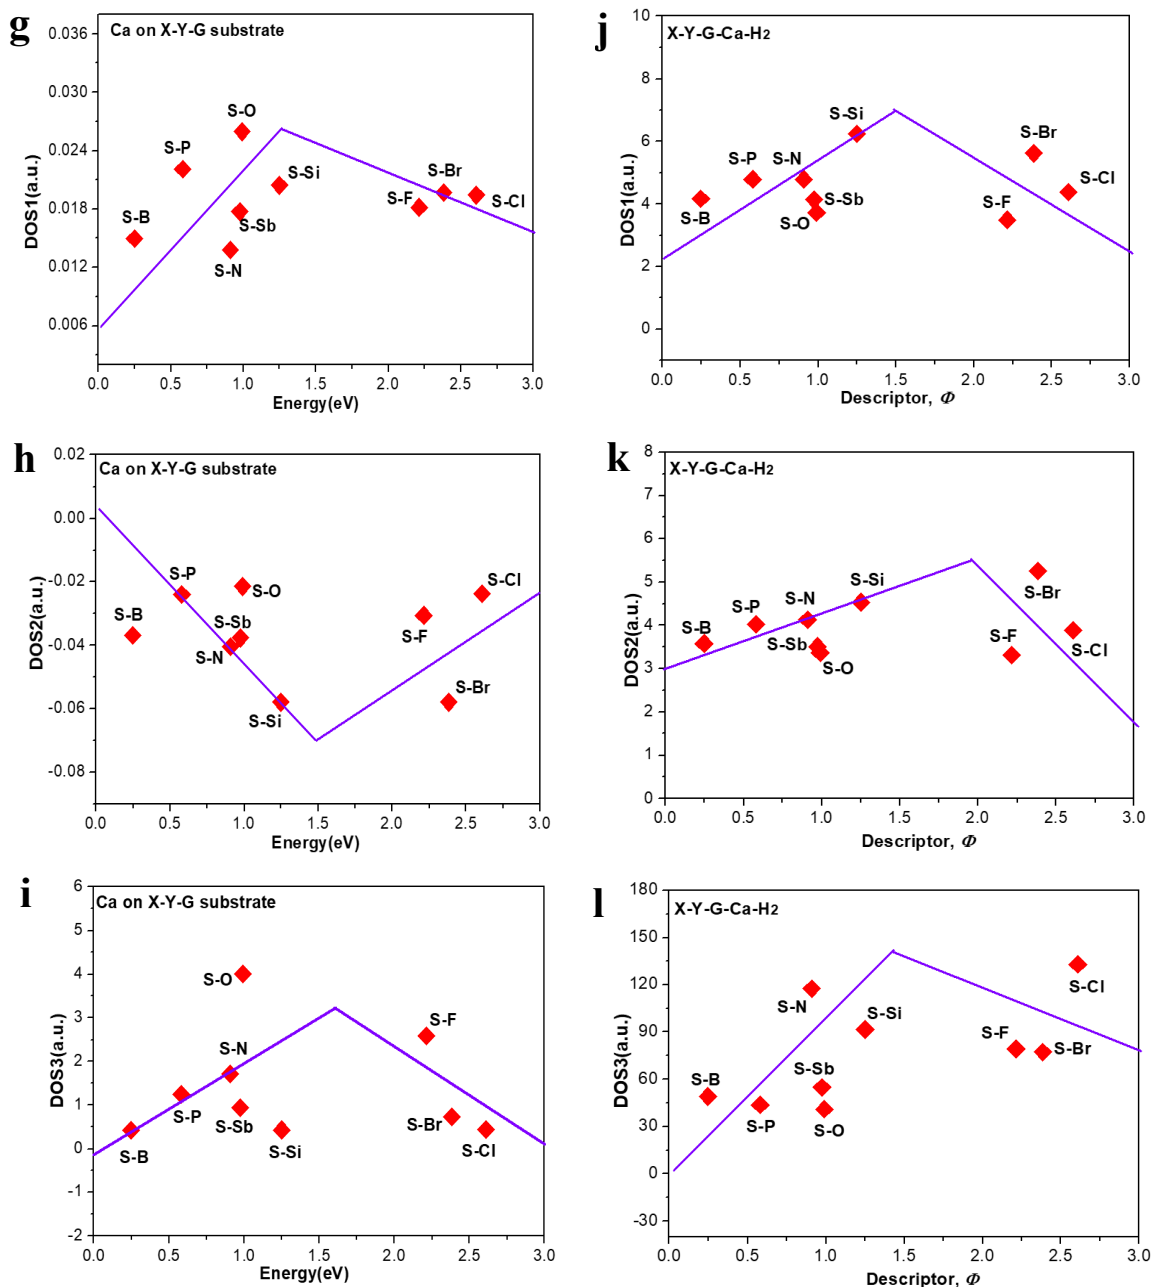 g
Ca on X-Y-G substrate
DOS1(a.u.)
0.036
0.030
0.024
0.018
0.012
0.006
S-O
S-P
S-Si
S-Br
S-F
S-Cl
S-B
S-Sb
S-N
0.0 0.5 1.0 1.5 2.0 2.5 3.0
Energy(eV)
j
X-Y-G-Ca-H2
DOS1(a.u.)
10
8
6
4
2
0
S-Si
S-Br
S-P
S-N
S-Cl
S-B
S-Sb
S-O
S-F
0.0 0.5 1.0 1.5 2.0 2.5 3.0
Descriptor, Φ
h
Ca on X-Y-G substrate
DOS2(a.u.)
0.02
0.00
-0.02
-0.04
-0.06
-0.08
S-P
S-O
S-Cl
S-B
S-Sb
S-F
S-N
S-Br
S-Si
0.0 0.5 1.0 1.5 2.0 2.5 3.0
Energy(eV)
k
X-Y-G-Ca-H2
DOS2(a.u.)
8
7
6
5
4
3
2
1
0
S-Si
S-Br
S-P
S-N
S-B
S-Sb
S-O
S-F
S-Cl
0.0 0.5 1.0 1.5 2.0 2.5 3.0
Descriptor, Φ
i
Ca on X-Y-G substrate
DOS3(a.u.)
6
5
4
3
2
1
0
-1
-2
S-O
S-F
S-N
S-P
S-Sb
S-Br
S-B
S-Si
S-Cl
0.0 0.5 1.0 1.5 2.0 2.5 3.0
Energy(eV)
l
X-Y-G-Ca-H2
DOS3(a.u.)
180
150
120
90
60
30
0
-30
S-Cl
S-N
S-Si
S-F
S-Br
S-B
S-Sb
S-P
S-O
0.0 0.5 1.0 1.5 2.0 2.5 3.0
Descriptor, Φ